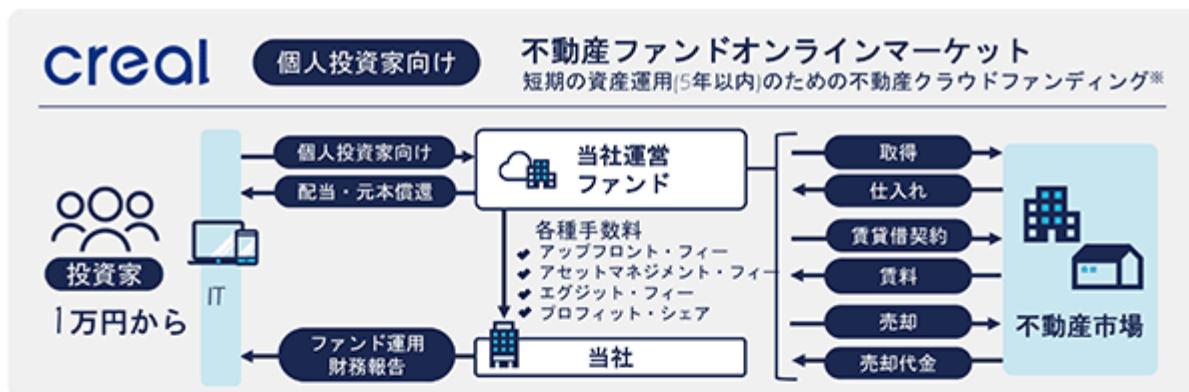 creal
個人投資家向け
不動産ファンドオンラインマーケット
短期の資産運用(5年以内)のための不動産クラウドファンディング※
投資家
1万円から
IT
個人投資家向け
配当・元本償還
当社運営
ファンド
各種手数料
アップフロント・フィー
アセットマネジメント・フィー
エグジット・フィー
プロフィット・シェア
ファンド運用
財務報告
当社
取得
仕入れ
賃貸借契約
賃料
売却
売却代金
不動産市場